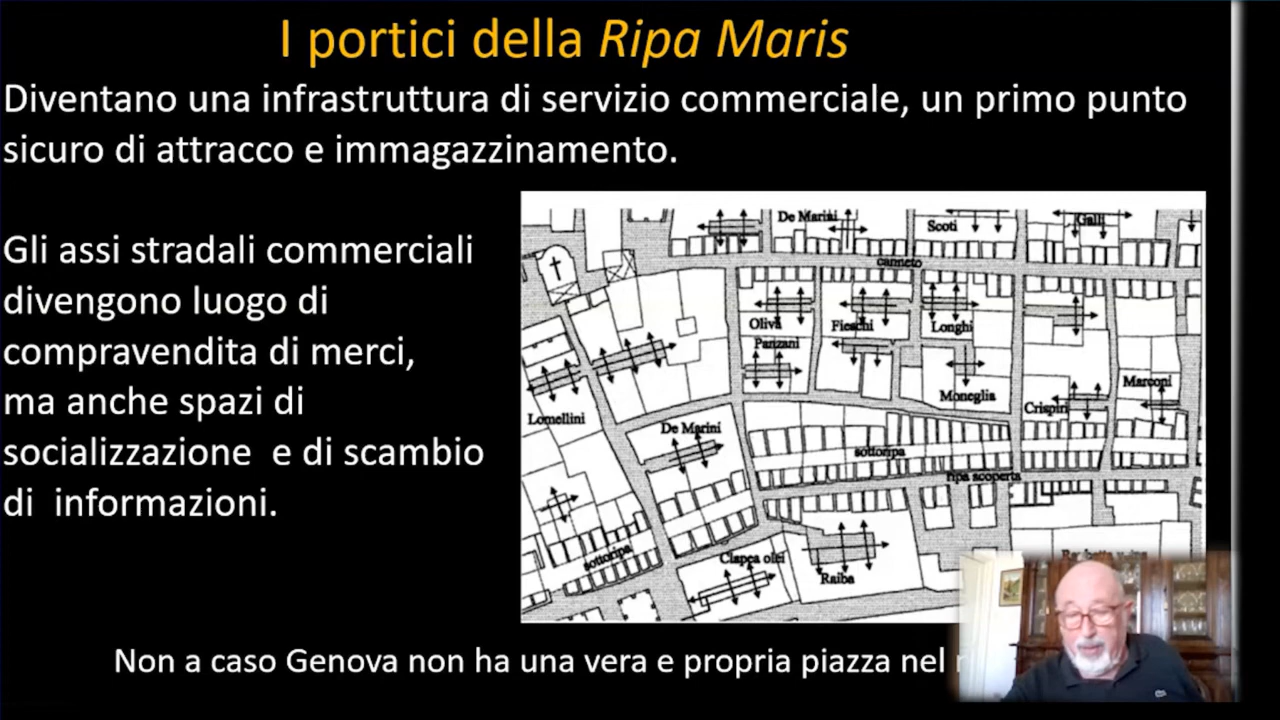 I portici della Ripa Maris
Diventano una infrastruttura di servizio commerciale, un primo punto
sicuro di attracco e immagazzinamento.
Gli assi stradali commerciali
divengono luogo di
compravendita di merci,
ma anche spazi di
socializzazione e di scambio
di informazioni.
De Marini
Scoti
Galli
canneto
Oliva
Fieschi
Longhi
Panzani
Marconi
Moneglia
Crispini
Lomellini
De Marini
sottoripa
ripa scoperta
sottoripa
Clapea olei
Raiba
Non a caso Genova non ha una vera e propria piazza nel